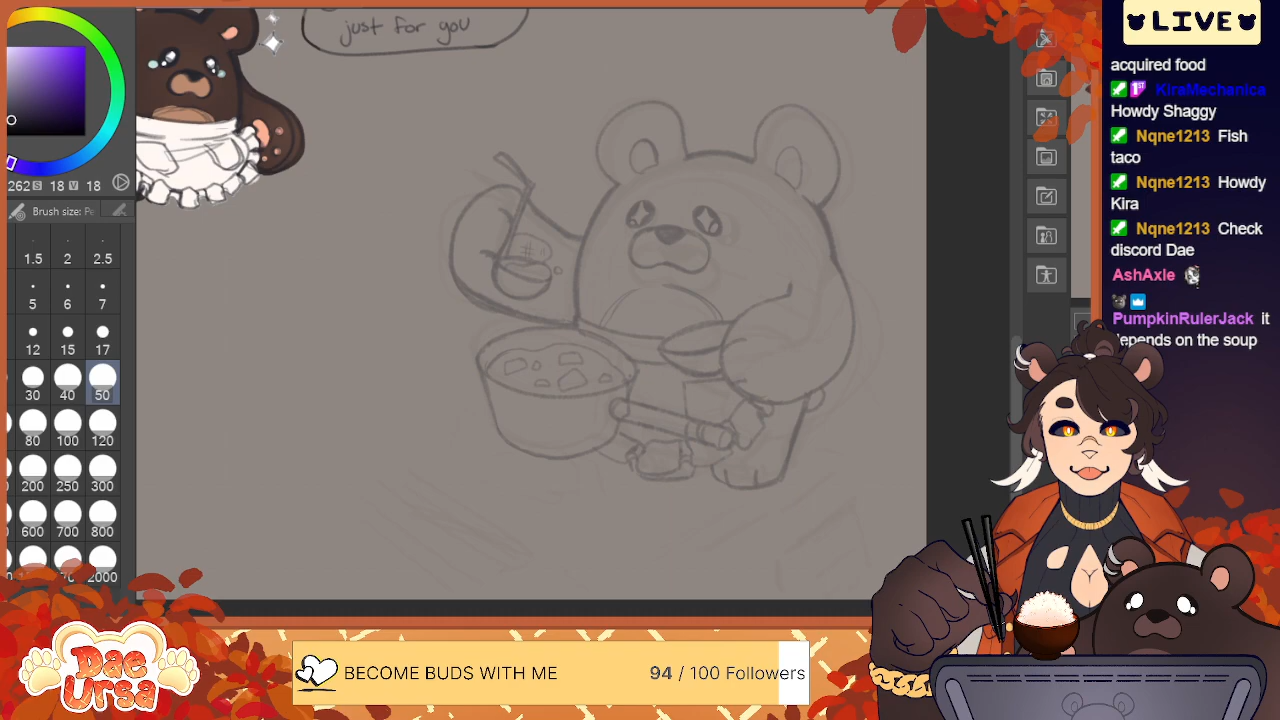 just for you
LIVE
acquired food
KiraMechanica
Howdy Shaggy
Nqne1213 Fish
taco
Nqne1213 Howdy
Kira
Nqne1213 Check
discord Dae
AshAxle
PumpkinRulerJack it
depends on the soup
262 S 18 V 18
Brush size: Pe
1.5 2 2.5
5 6 7
12 15 17
30 40 50
80 100 120
200 250 300
600 700 800
2000
Dae
Ursa
BECOME BUDS WITH ME
94 / 100 Followers